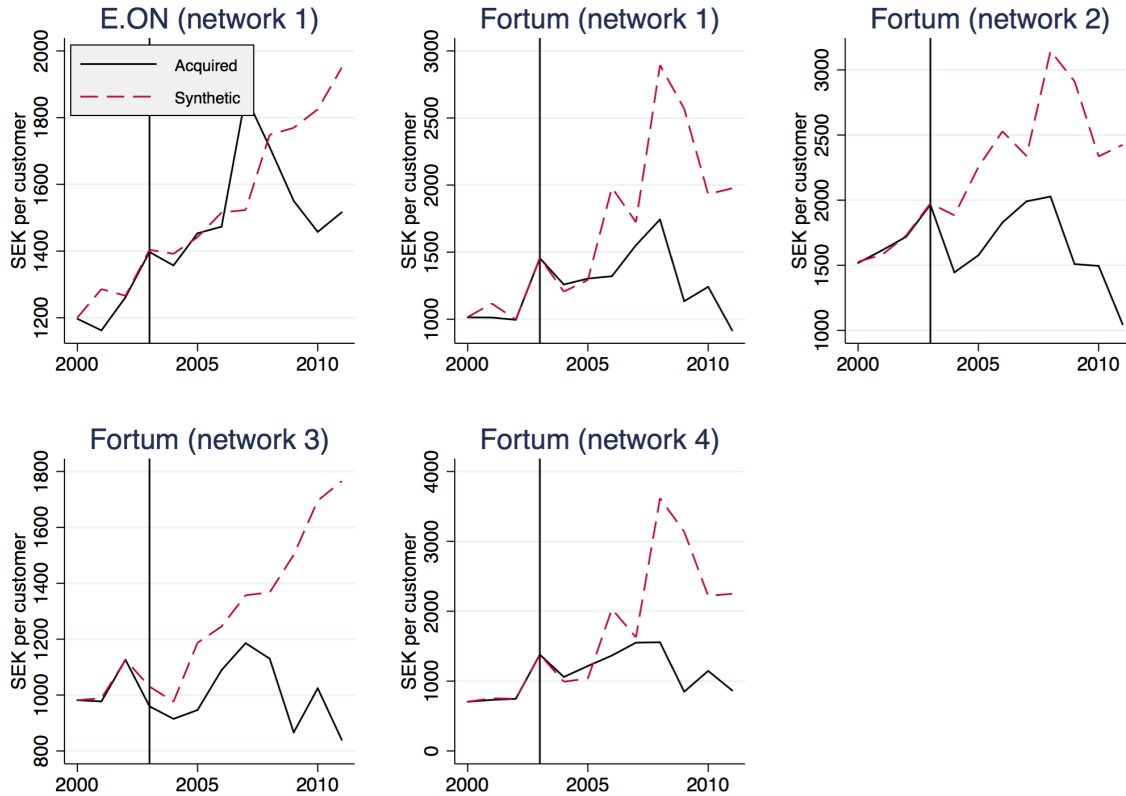 E.ON (network 1)
SEK per customer
1200 1400 1600 1800 2000
2000 2005 2010
Acquired
Synthetic
Fortum (network 1)
SEK per customer
1000 1500 2000 2500 3000
2000 2005 2010
Fortum (network 2)
SEK per customer
1000 1500 2000 2500 3000
2000 2005 2010
Fortum (network 3)
SEK per customer
800 1000 1200 1400 1600 1800
2000 2005 2010
Fortum (network 4)
SEK per customer
0 1000 2000 3000 4000
2000 2005 2010